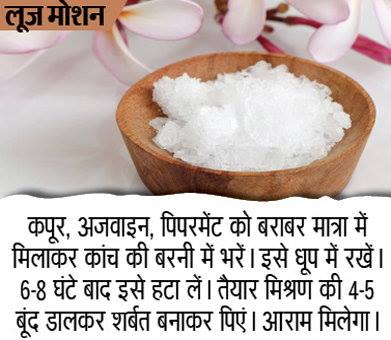 लूज मोशन
कपूर, अजवाइन, पिपरमेंट को बराबर मात्रा में
मिलाकर कांच की बरनी में भरें। इसे धूप में रखें।
6-8 घंटे बाद इसे हटा लें। तैयार मिश्रण की 4-5
बूंद डालकर शर्बत बनाकर पिएं। आराम मिलेगा।